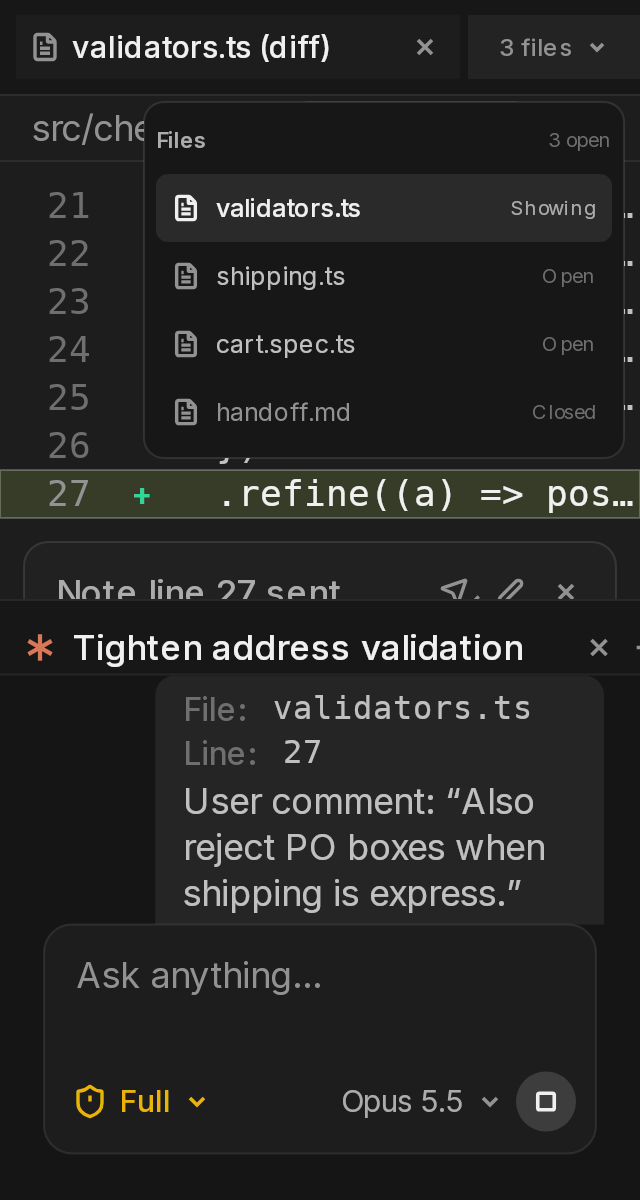 validators.ts (diff)
3 files
src/che
Files
3 open
validators.ts
Showing
shipping.ts
Open
cart.spec.ts
Open
handoff.md
Closed
21
22
23
24
25
26
27 + .refine((a) => pos…
Note line 27 sent
Tighten address validation
File: validators.ts
Line: 27
User comment: “Also
reject PO boxes when
shipping is express.”
Ask anything...
Full
Opus 5.5